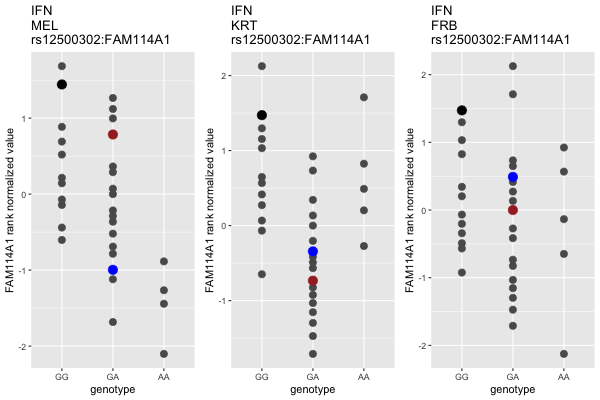 IFN
MEL
rs12500302:FAM114A1
FAM114A1 rank normalized value
1
0
-1
-2
GG GA AA
genotype
IFN
KRT
rs12500302:FAM114A1
FAM114A1 rank normalized value
2
1
0
-1
GG GA AA
genotype
IFN
FRB
rs12500302:FAM114A1
FAM114A1 rank normalized value
2
1
0
-1
-2
GG GA AA
genotype